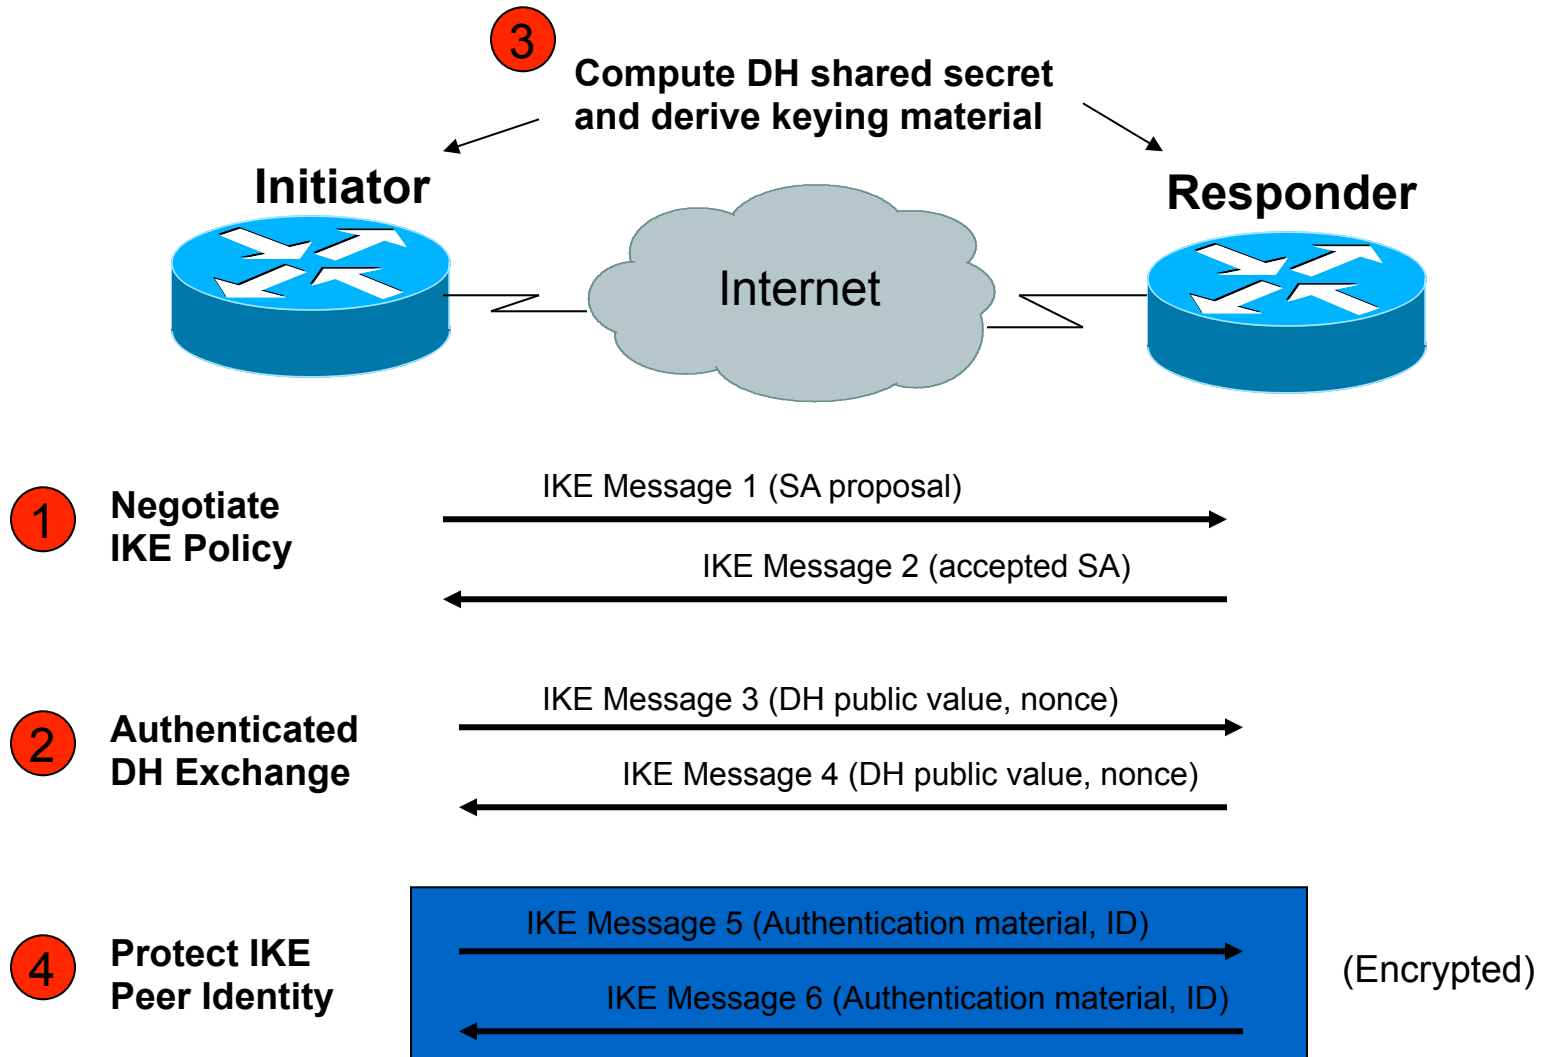 3
Compute DH shared secret
and derive keying material
Initiator
Responder
Internet
1
Negotiate
IKE Policy
IKE Message 1 (SA proposal)
IKE Message 2 (accepted SA)
2
Authenticated
DH Exchange
IKE Message 3 (DH public value, nonce)
IKE Message 4 (DH public value, nonce)
4
Protect IKE
Peer Identity
IKE Message 5 (Authentication material, ID)
IKE Message 6 (Authentication material, ID)
(Encrypted)